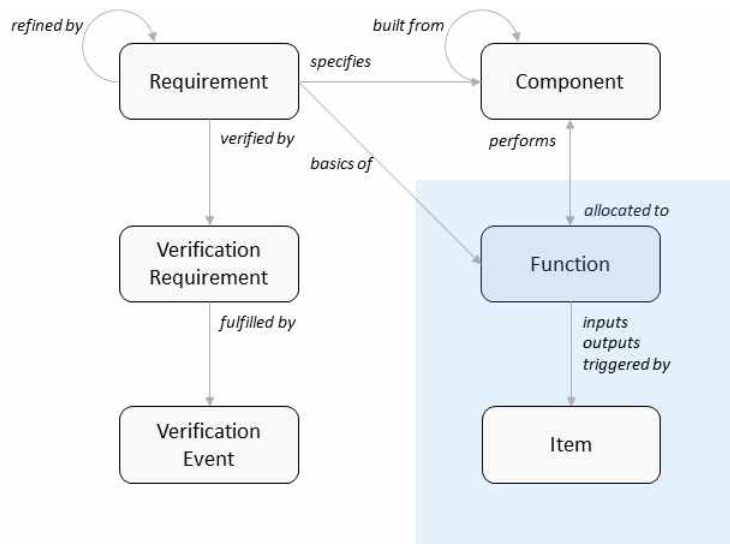 refined by
built from
Requirement
specifies
Component
verified by
performs
basics of
allocated to
Verification
Requirement
Function
fulfilled by
inputs
outputs
triggered by
Verification
Event
Item